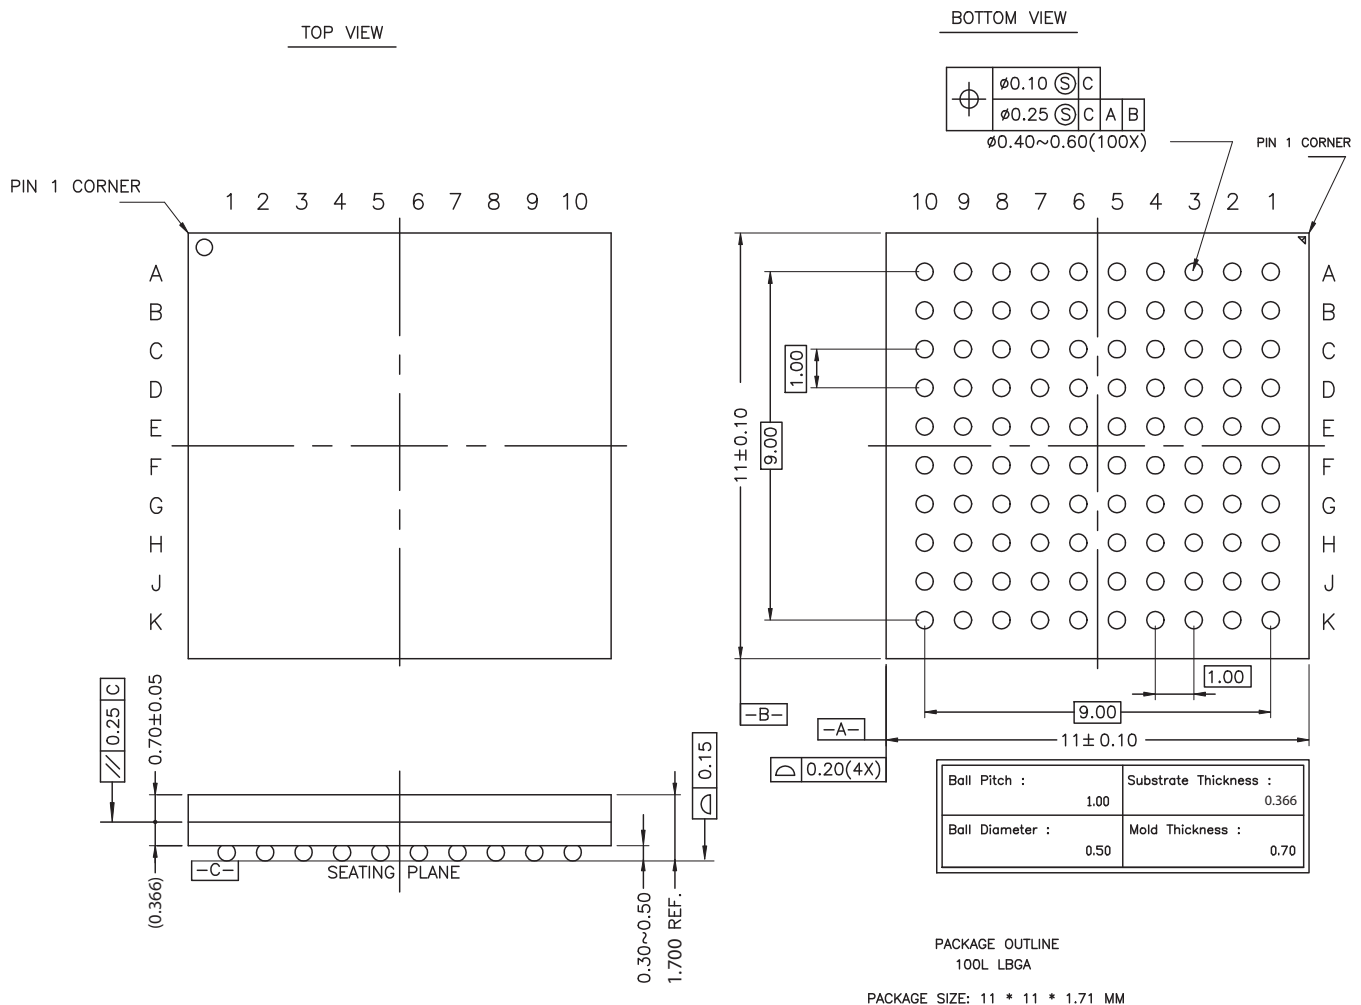 TOP VIEW
BOTTOM VIEW
⌀0.10 Ⓢ C
⌀0.25 Ⓢ C A B
⌀0.40~0.60(100X)
PIN 1 CORNER
PIN 1 CORNER
1 2 3 4 5 6 7 8 9 10
10 9 8 7 6 5 4 3 2 1
A
B
C
D
E
F
G
H
J
K
A
B
C
D
E
F
G
H
J
K
1.00
9.00
11±0.10
1.00
9.00
11±0.10
-B-
-A-
0.20(4X)
// 0.25 C
0.70±0.05
(0.366)
0.15
-C-
SEATING PLANE
0.30~0.50
1.700 REF.
Ball Pitch :
1.00
Substrate Thickness :
0.366
Ball Diameter :
0.50
Mold Thickness :
0.70
PACKAGE OUTLINE
100L LBGA
PACKAGE SIZE: 11 * 11 * 1.71 MM